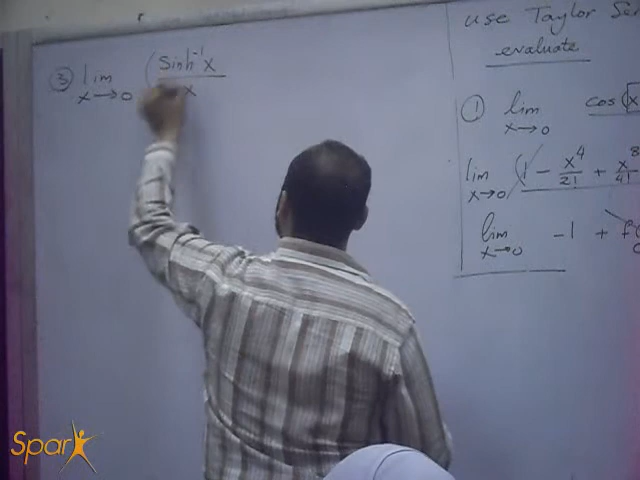 ③ lim x→0 (Sinh⁻¹x / x
use Taylor Ser
evaluate
① lim x→0 cos(x
lim x→0 (1 - x⁴/2! + x⁸/4!
lim x→0 -1 +
Spark